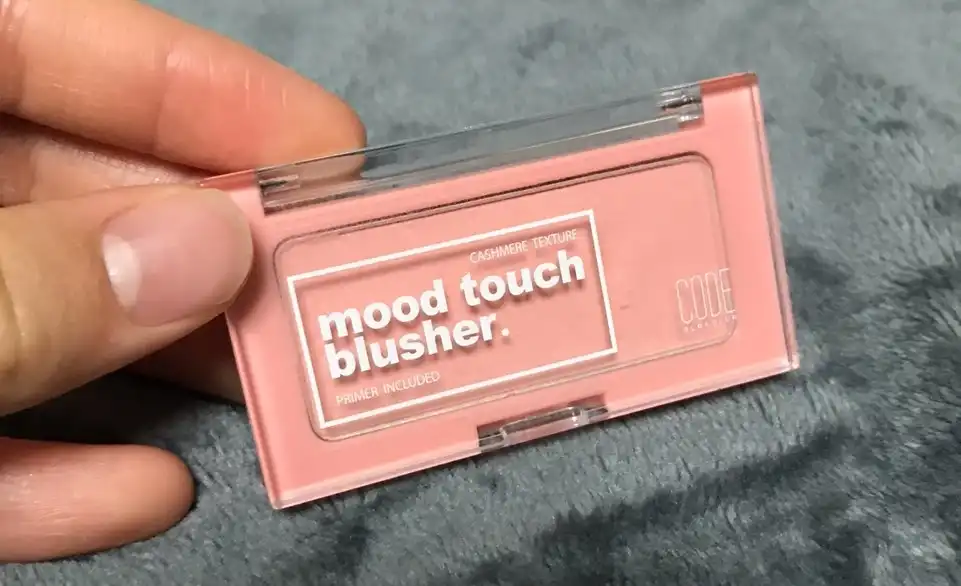 CASHMERE TEXTURE
mood touch
blusher.
PRIMER INCLUDED
CODE